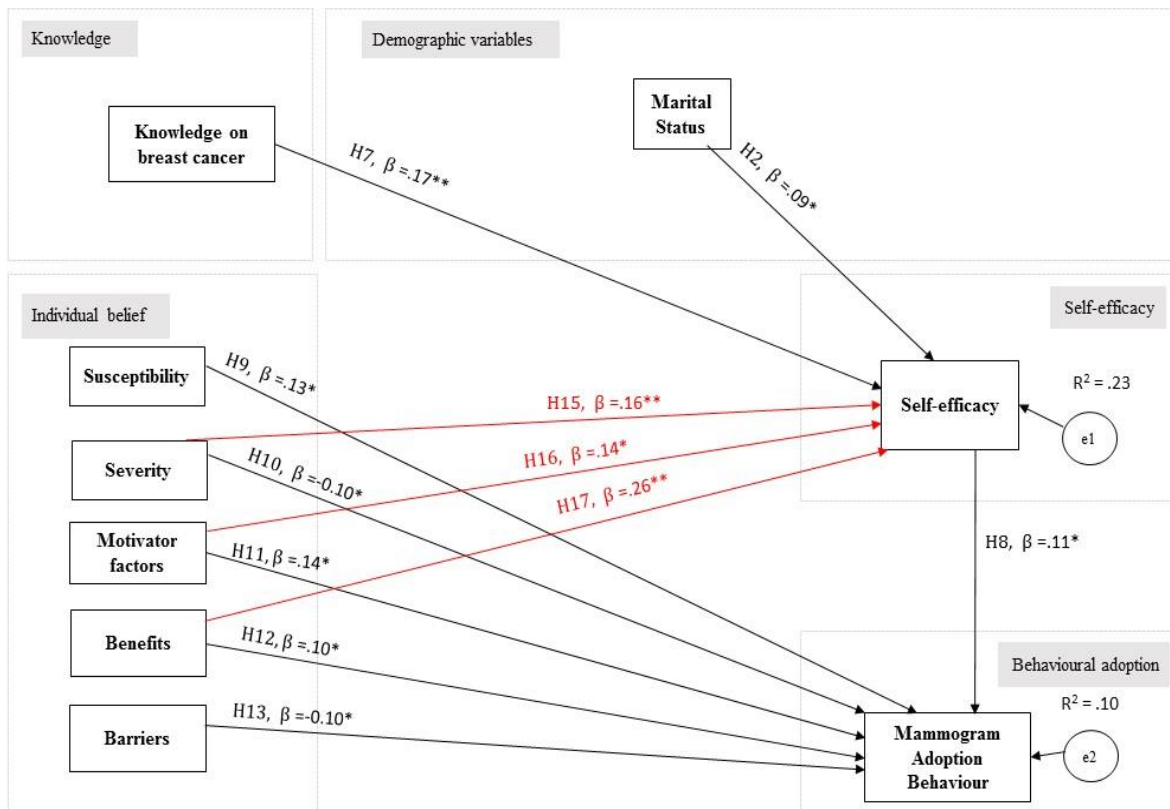 Knowledge
Demographic variables
Knowledge on
breast cancer
Marital
Status
H7, β =.17**
H2, β =.09*
Individual belief
Self-efficacy
Susceptibility
H9, β =.13*
Severity
H15, β =.16**
H10, β=-0.10*
H16, β =.14*
Self-efficacy
R² = .23
e1
Motivator
factors
H17, β =.26**
H11, β =.14*
H8, β =.11*
Benefits
H12, β =.10*
Behavioural adoption
R² = .10
Barriers
H13, β =-0.10*
Mammogram
Adoption
Behaviour
e2